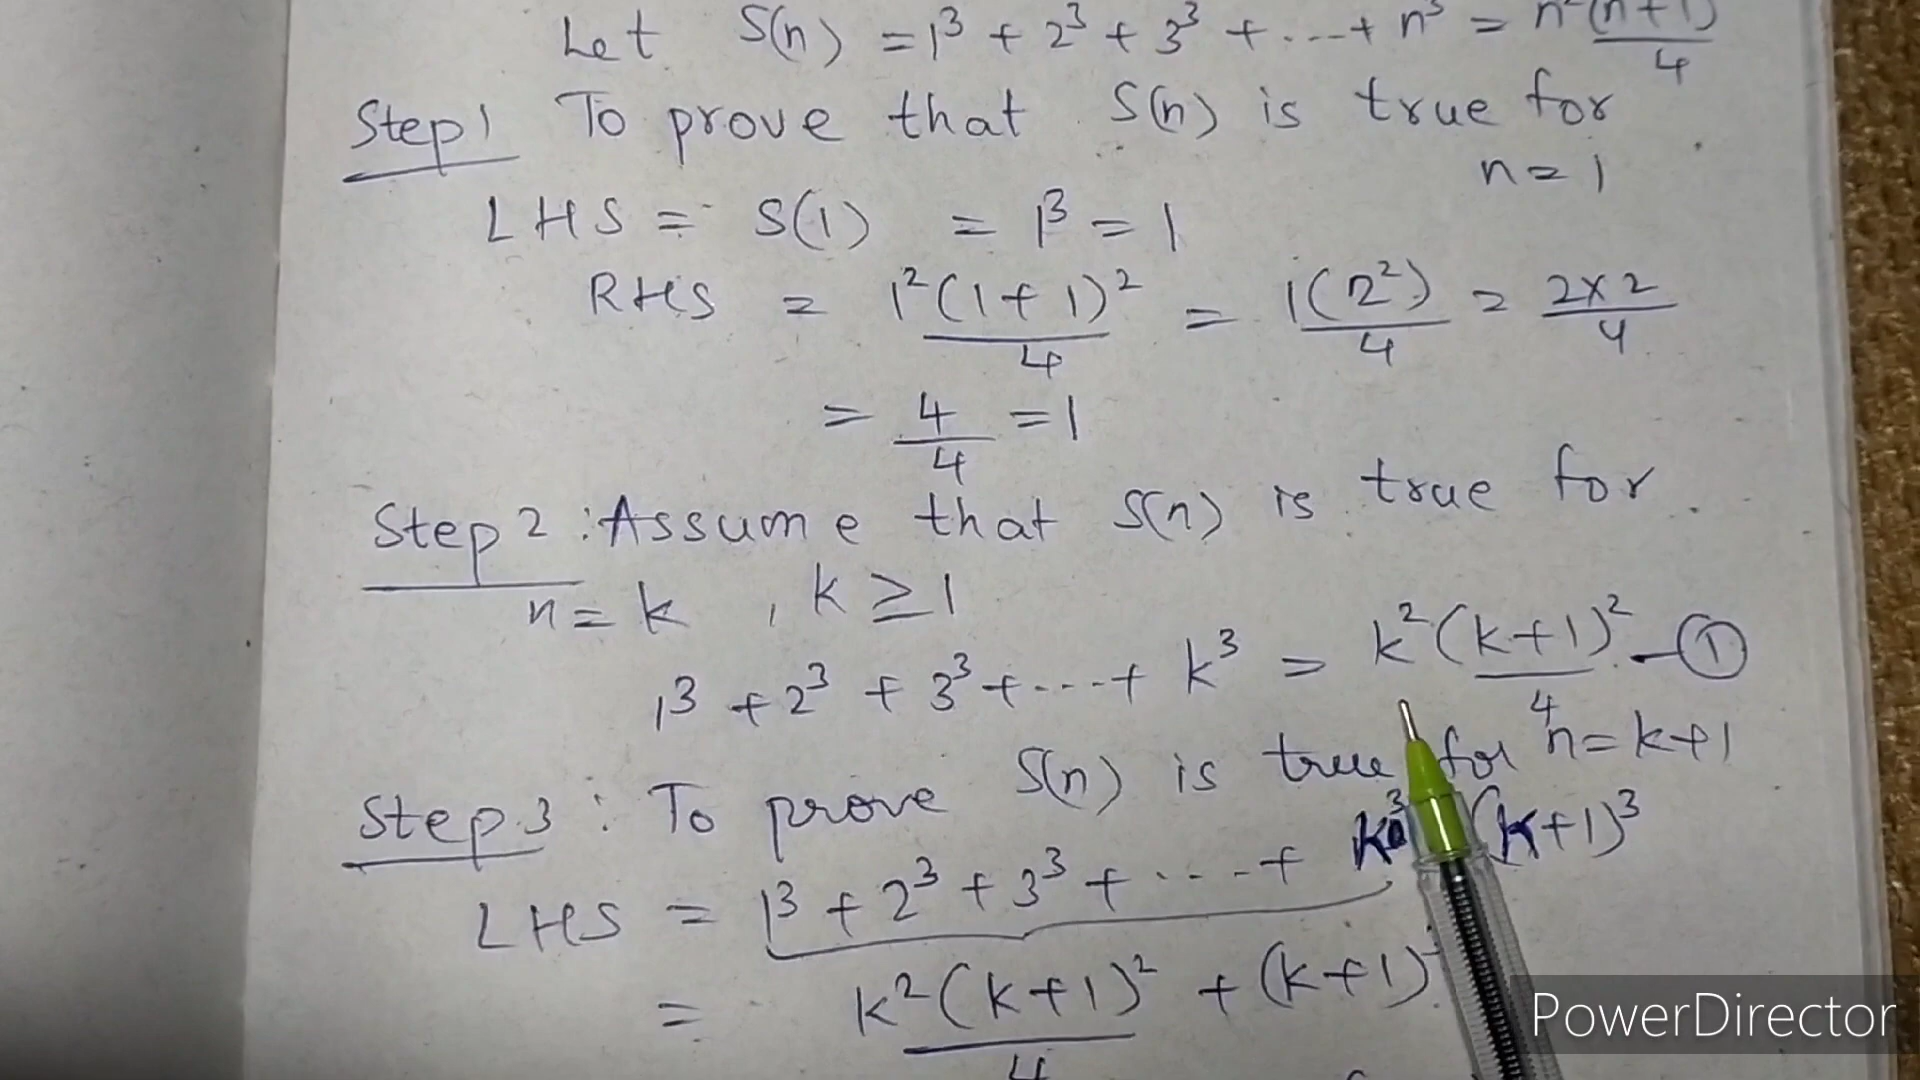 Let S(n) = 1³ + 2³ + 3³ + ... + n³ = n²(n+1)/4
Step 1 To prove that S(n) is true for
n = 1
LHS = S(1) = 1³ = 1
RHS = 1²(1+1)²/4 = 1(2²)/4 = 2×2/4
= 4/4 = 1
Step 2 : Assume that S(n) is true for
n = k , k ≥ 1
1³ + 2³ + 3³ + ... + k³ = k²(k+1)²/4 — ①
Step 3 : To prove S(n) is true for n = k+1
LHS = 1³ + 2³ + 3³ + ... + k³ (k+1)³
= k²(k+1)²/4 + (k+1)
PowerDirector